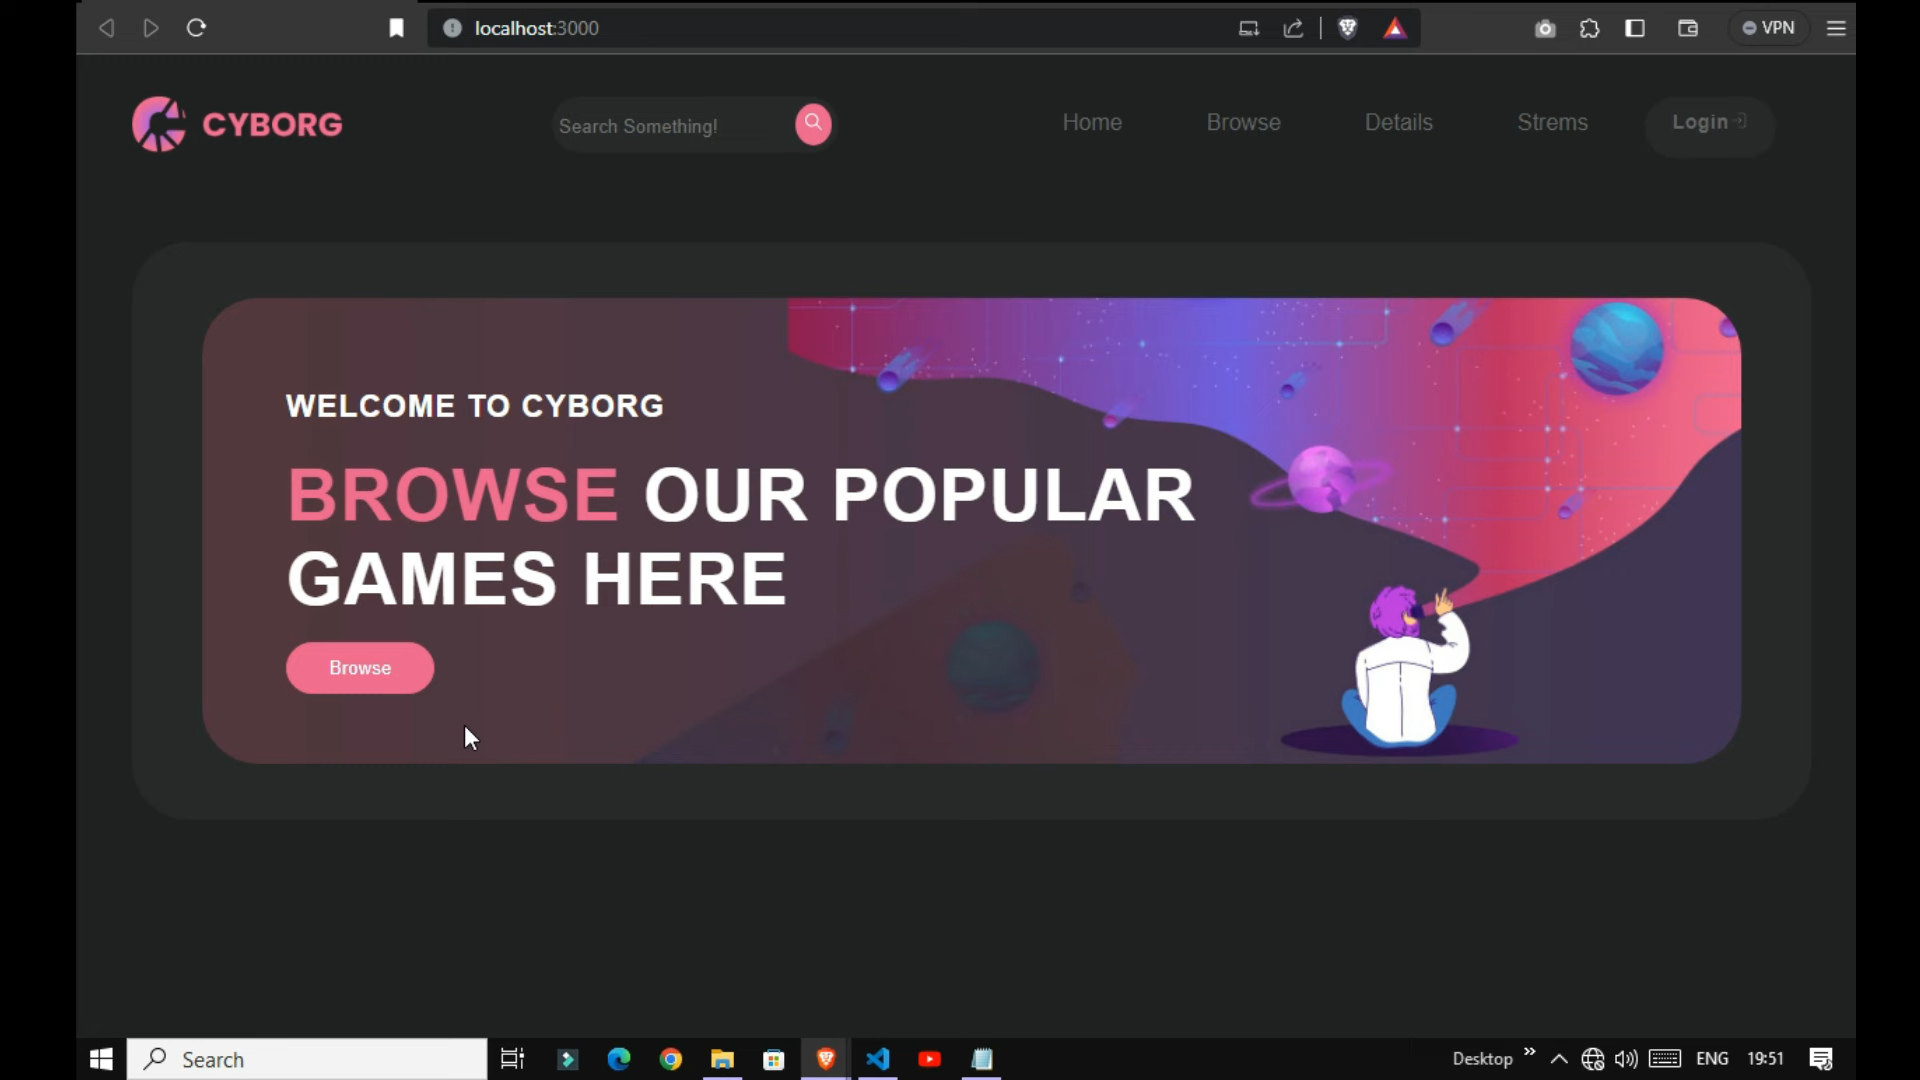 localhost:3000
VPN
CYBORG
Search Something!
Home
Browse
Details
Strems
Login
WELCOME TO CYBORG
BROWSE OUR POPULAR
GAMES HERE
Browse
Search
Desktop
ENG
19:51